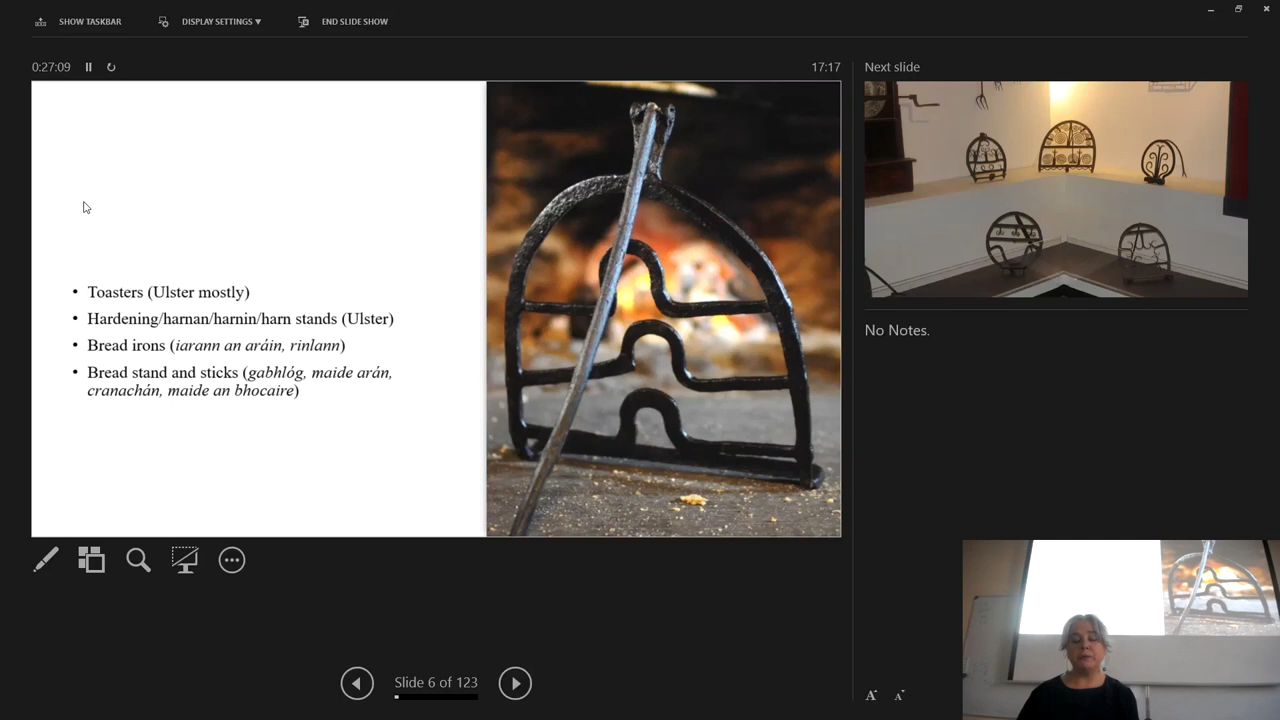 SHOW TASKBAR
DISPLAY SETTINGS ▼
END SLIDE SHOW
0:27:09
17:17
Next slide
• Toasters (Ulster mostly)
• Hardening/harnan/harnin/harn stands (Ulster)
• Bread irons (iarann an aráin, rinlann)
• Bread stand and sticks (gabhlóg, maide arán,
cranachán, maide an bhocaire)
No Notes.
Slide 6 of 123
A A